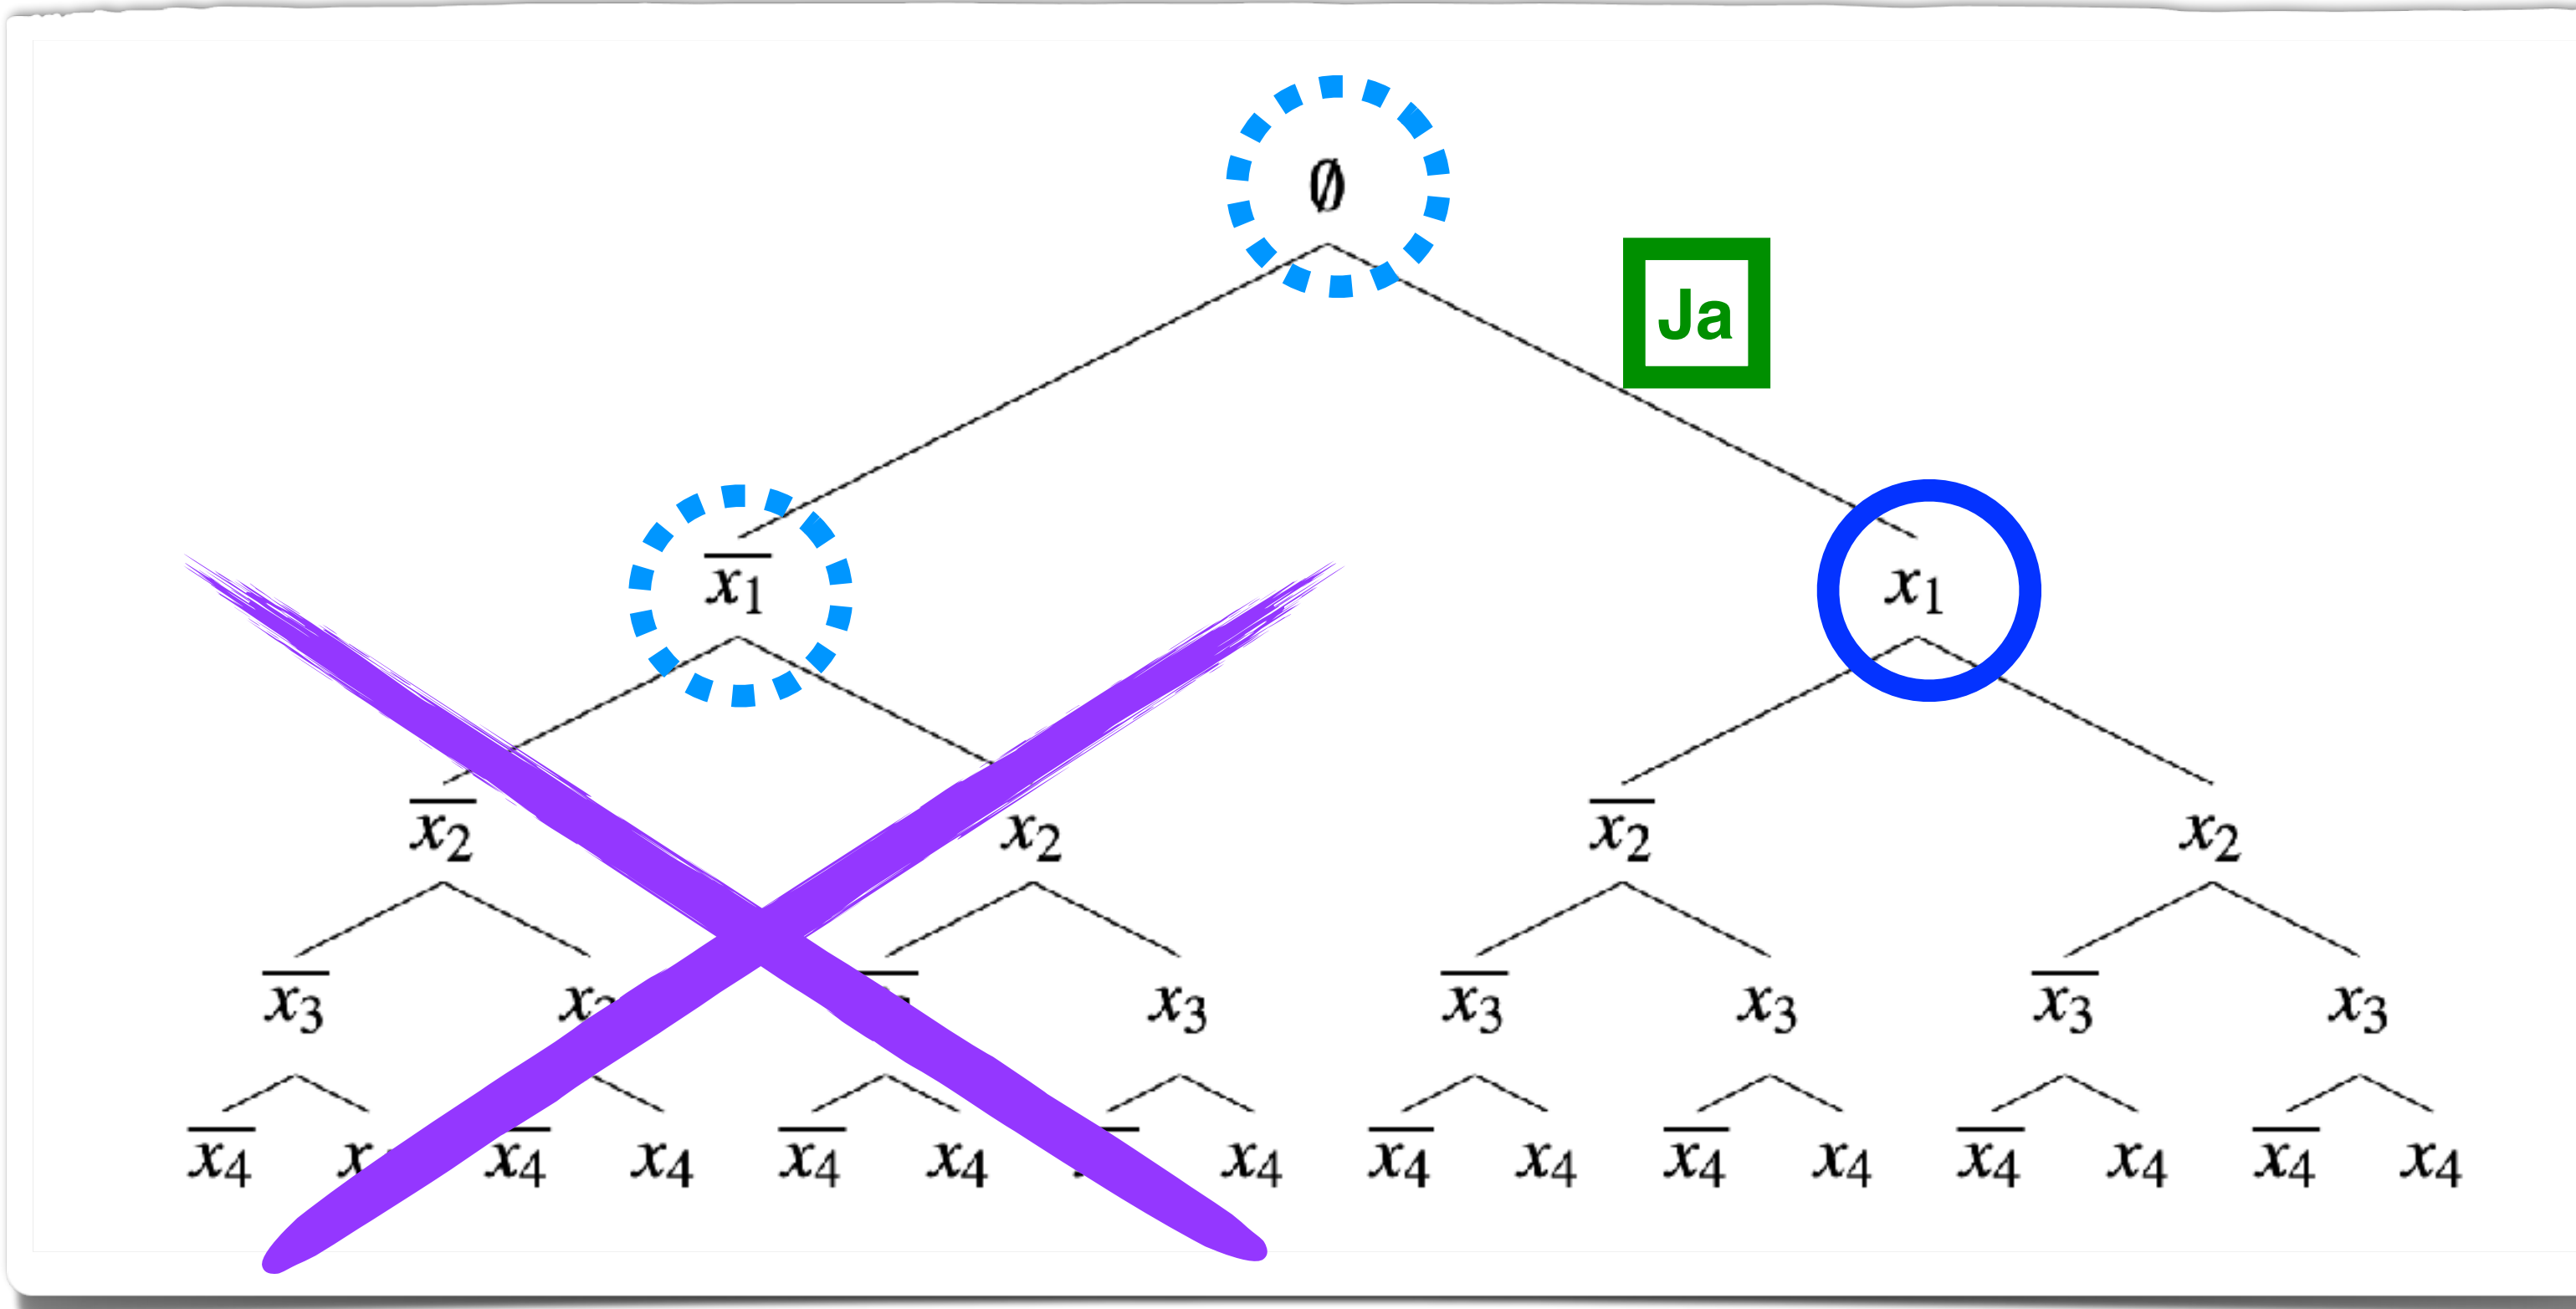 ∅
Ja
x̅₁ x₁
x̅₂ x₂ x̅₂ x₂
x̅₃ x₃ x̅₃ x₃ x̅₃ x₃
x̅₄ x̅₄ x₄ x̅₄ x₄ x₄ x̅₄ x₄ x̅₄ x₄ x̅₄ x₄ x̅₄ x₄